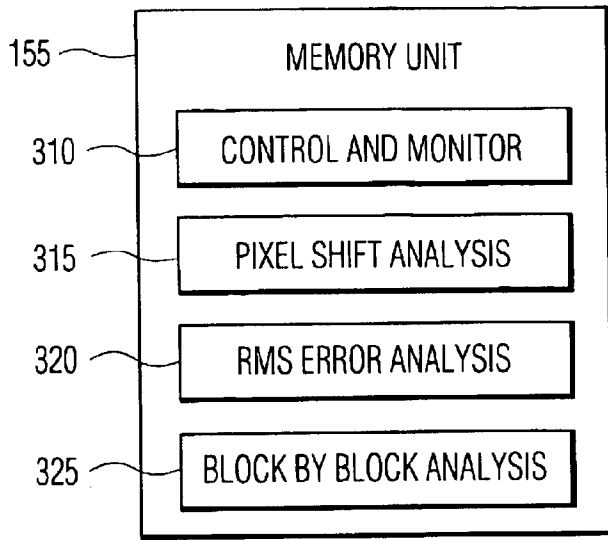 155 MEMORY UNIT
310 CONTROL AND MONITOR
315 PIXEL SHIFT ANALYSIS
320 RMS ERROR ANALYSIS
325 BLOCK BY BLOCK ANALYSIS